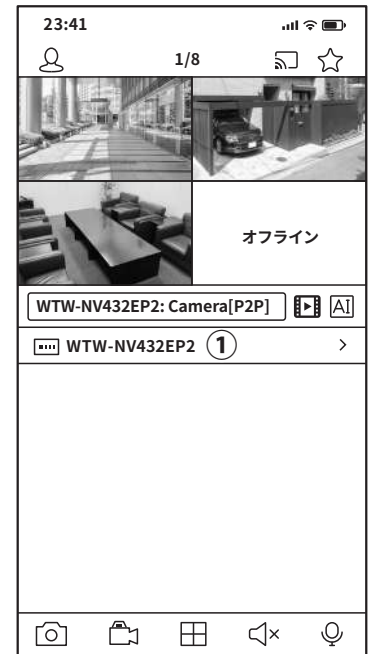 23:41
1/8
オフライン
WTW-NV432EP2: Camera[P2P]
AI
WTW-NV432EP2 ①